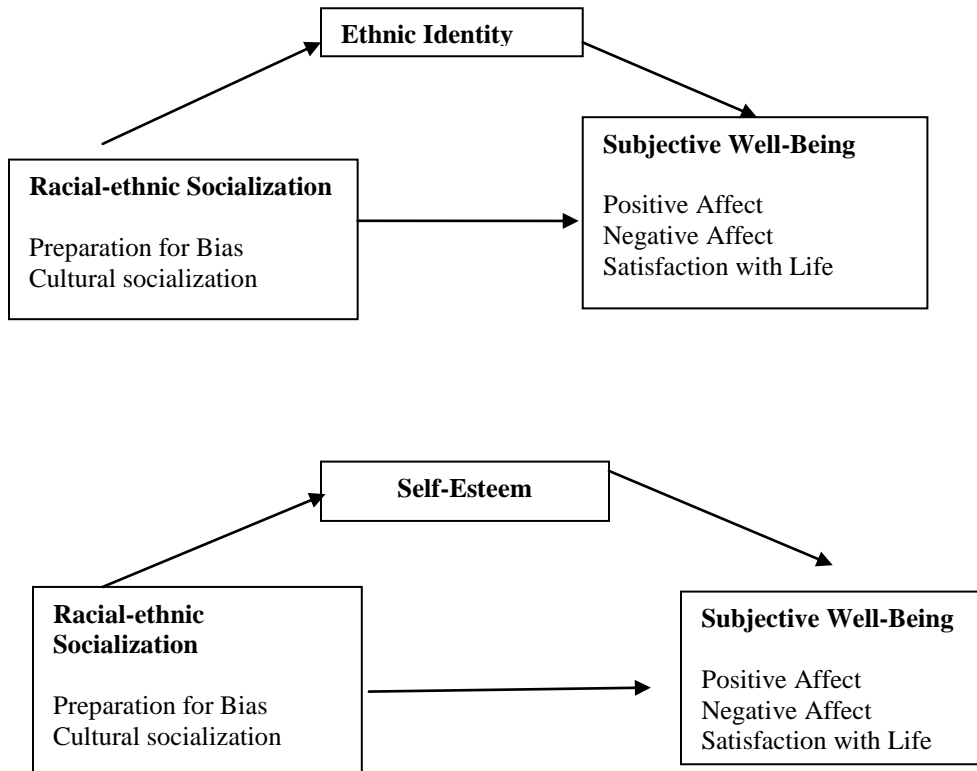 Ethnic Identity
Subjective Well-Being
Positive Affect
Negative Affect
Satisfaction with Life
Racial-ethnic Socialization
Preparation for Bias
Cultural socialization
Self-Esteem
Racial-ethnic
Socialization
Preparation for Bias
Cultural socialization
Subjective Well-Being
Positive Affect
Negative Affect
Satisfaction with Life